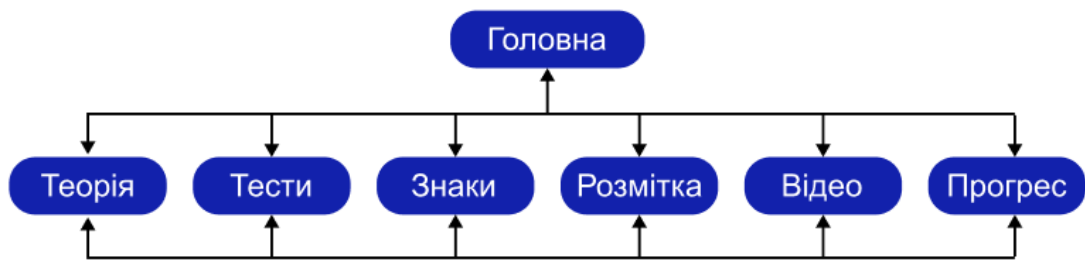 Головна
Теорія
Тести
Знаки
Розмітка
Відео
Прогрес